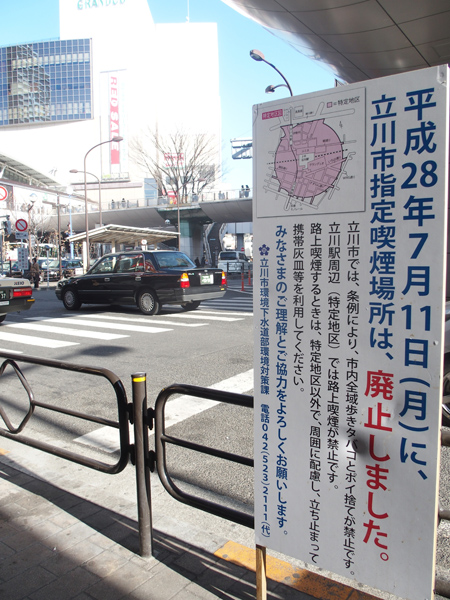 平成28年7月11日(月)に、
立川市指定喫煙場所は、廃止しました。
立川市では、条例により、市内全域歩きタバコとポイ捨てが禁止です。
立川駅周辺(特定地区)では路上喫煙が禁止です。
路上喫煙するときは、特定地区以外で、周囲に配慮し、立ち止まって
携帯灰皿等を利用してください。
みなさまのご理解とご協力をよろしくお願いします。
立川市環境下水道部環境対策課 電話042(523)2111(代)
特定地区
GRANDUO